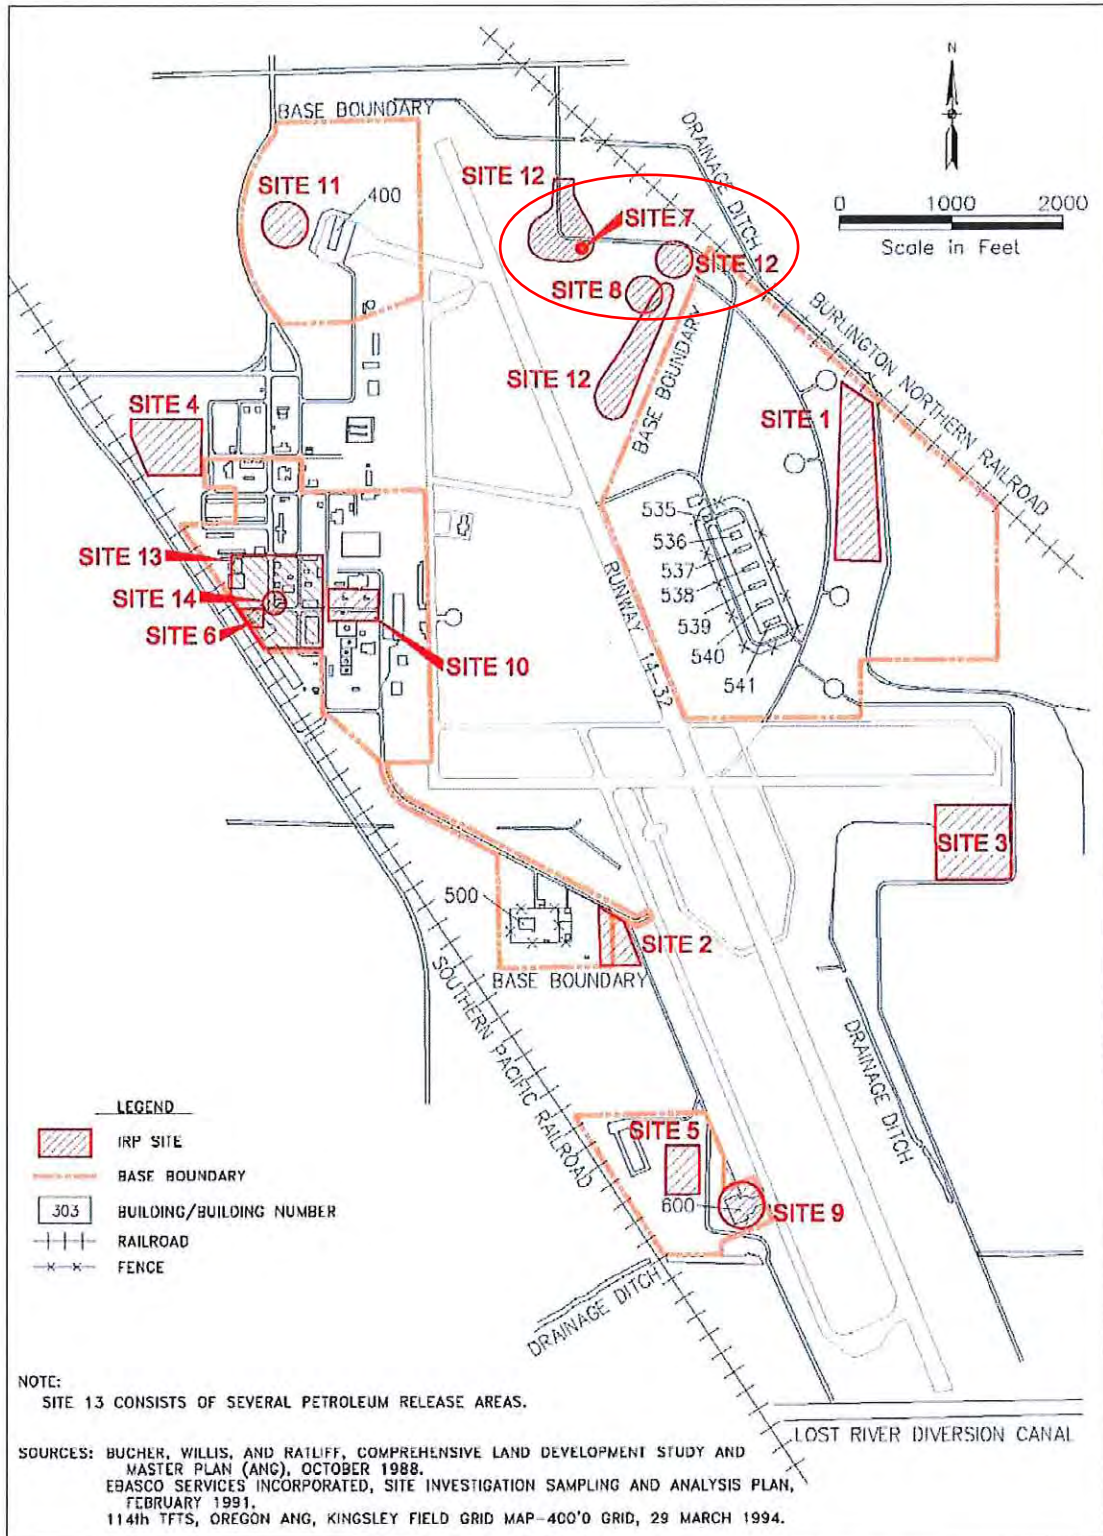 N
BASE BOUNDARY
DRAINAGE DITCH
SITE 12
SITE 11
400
SITE 7
0 1000 2000
Scale in Feet
SITE 12
SITE 8
BURLINGTON NORTHERN RAILROAD
SITE 12
BASE BOUNDARY
SITE 4
SITE 1
535
536
537
538
539
540
541
SITE 13
SITE 14
SITE 6
SITE 10
RUNWAY 14-32
SITE 3
500
SITE 2
BASE BOUNDARY
SOUTHERN PACIFIC RAILROAD
DRAINAGE DITCH
LEGEND
IRP SITE
BASE BOUNDARY
303 BUILDING/BUILDING NUMBER
RAILROAD
FENCE
SITE 5
600
SITE 9
DRAINAGE DITCH
NOTE:
SITE 13 CONSISTS OF SEVERAL PETROLEUM RELEASE AREAS.
LOST RIVER DIVERSION CANAL
SOURCES: BUCHER, WILLIS, AND RATLIFF, COMPREHENSIVE LAND DEVELOPMENT STUDY AND
MASTER PLAN (ANG), OCTOBER 1988.
EBASCO SERVICES INCORPORATED, SITE INVESTIGATION SAMPLING AND ANALYSIS PLAN,
FEBRUARY 1991.
114th TFTS, OREGON ANG, KINGSLEY FIELD GRID MAP-400'0 GRID, 29 MARCH 1994.